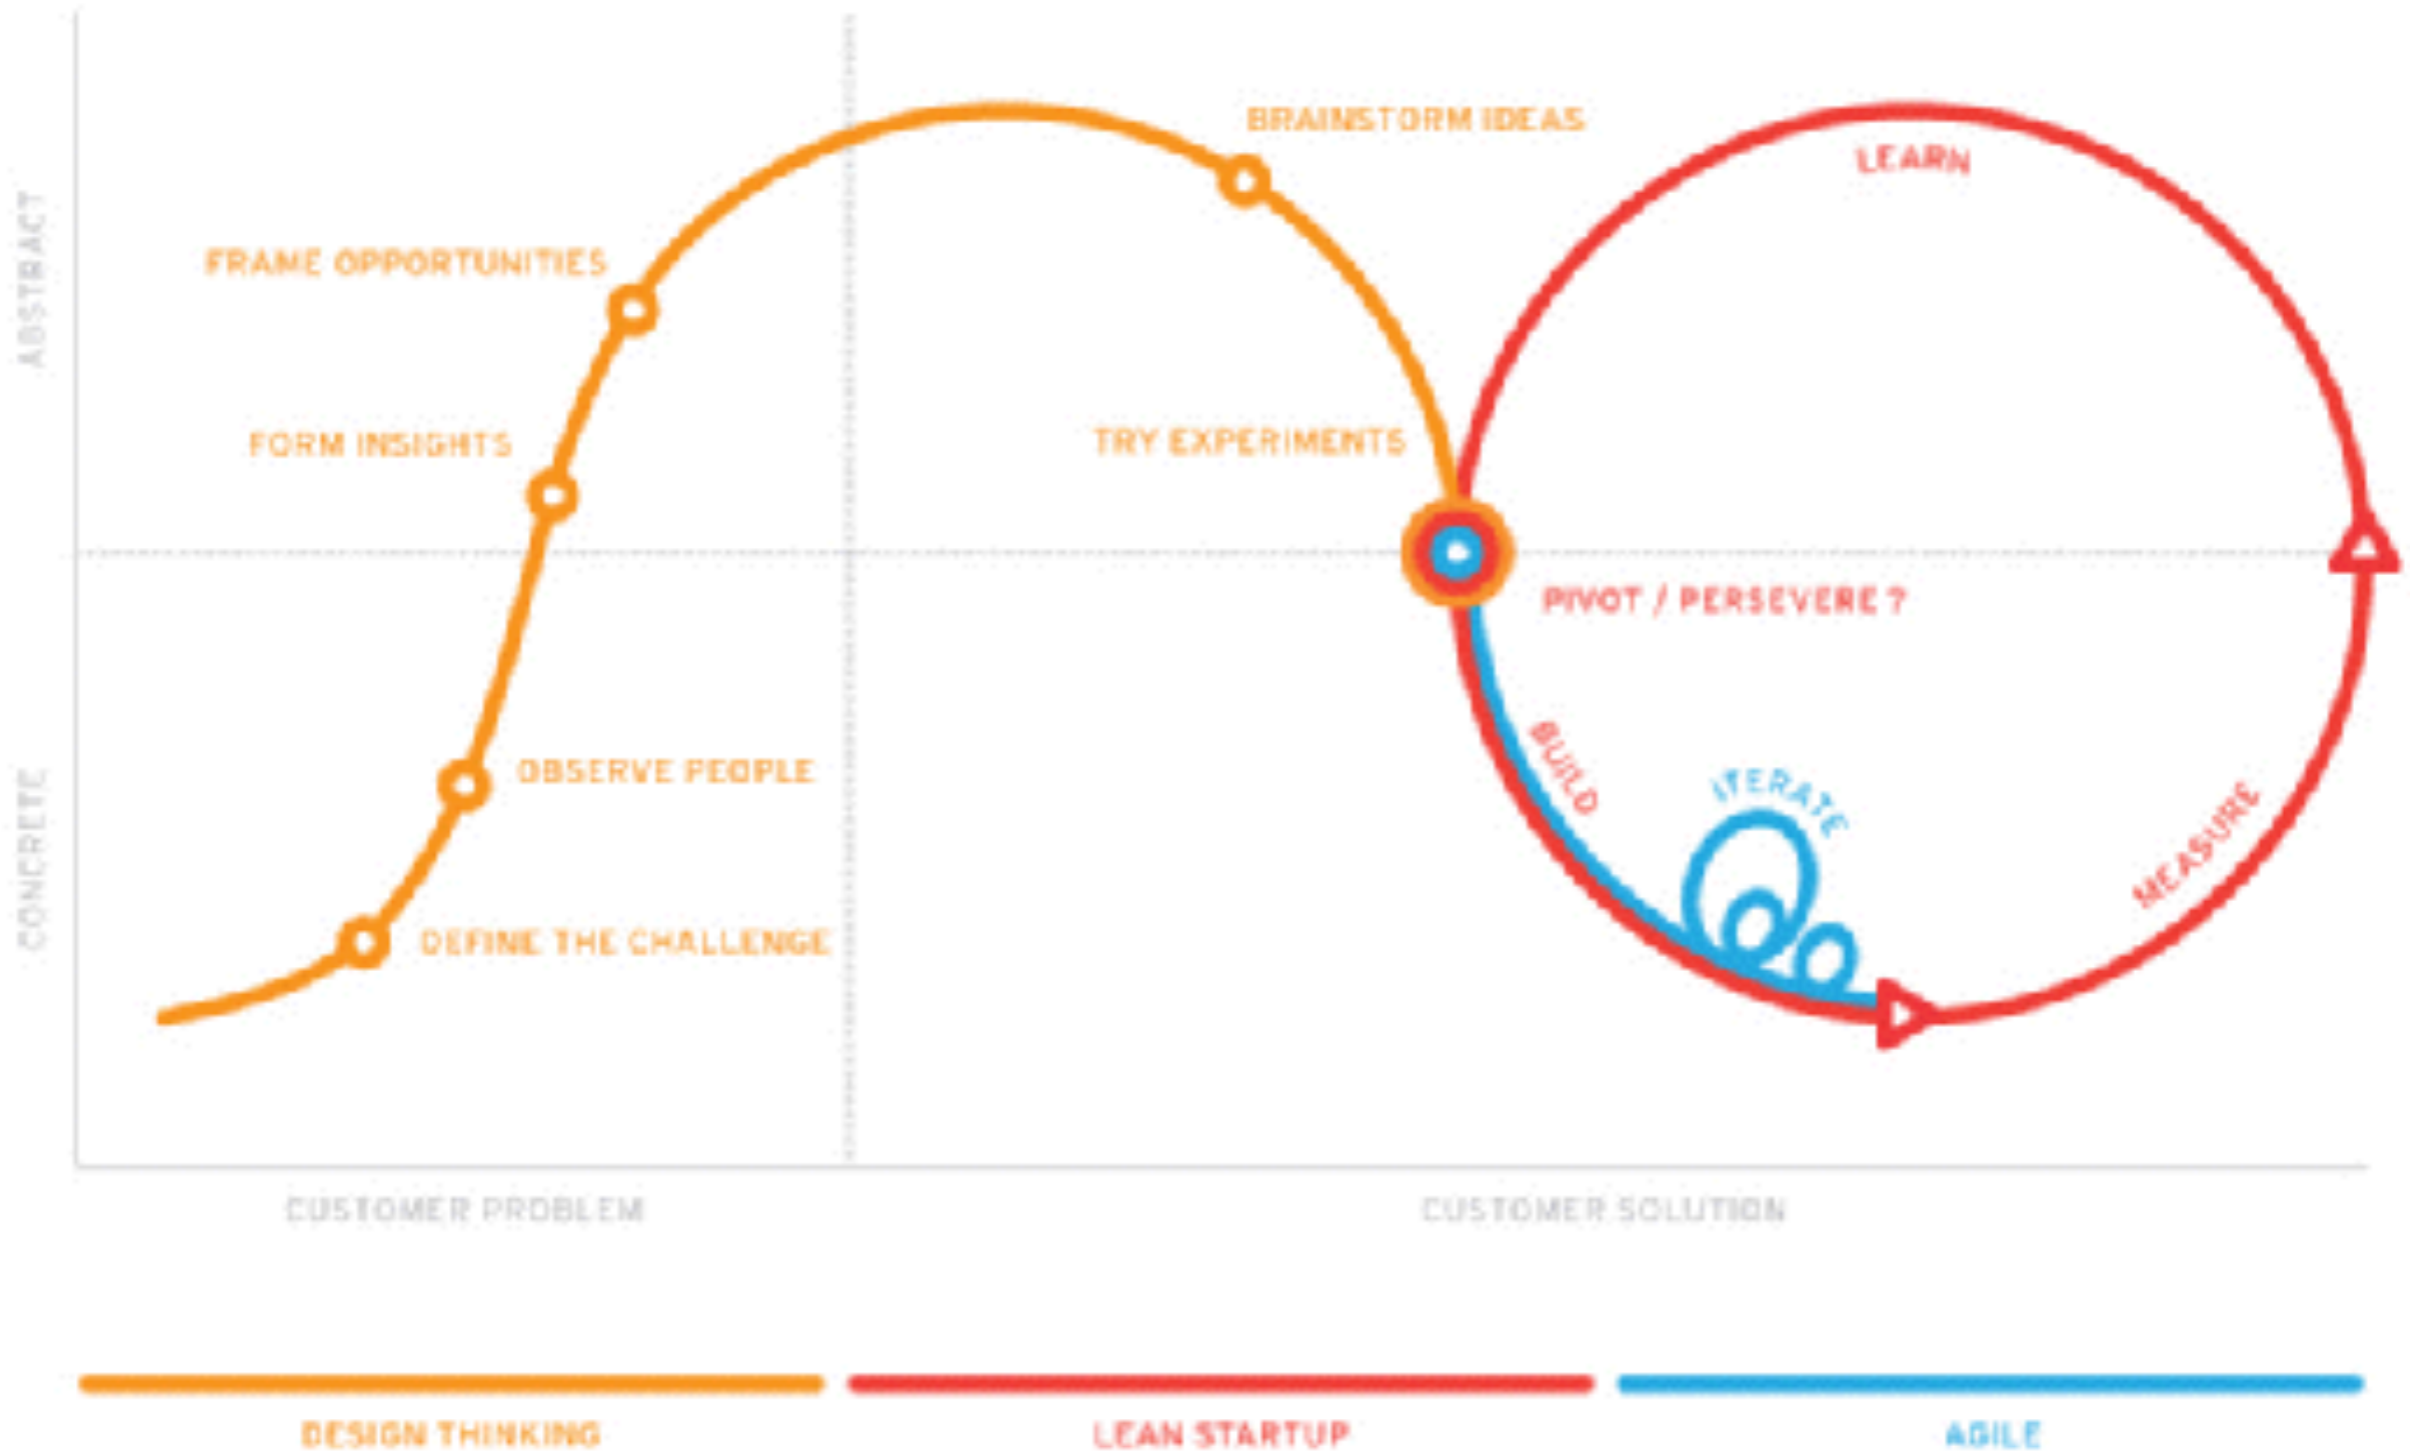 BRAINSTORM IDEAS
LEARN
FRAME OPPORTUNITIES
ABSTRACT
FORM INSIGHTS
TRY EXPERIMENTS
PIVOT / PERSEVERE ?
OBSERVE PEOPLE
BUILD
ITERATE
MEASURE
CONCRETE
DEFINE THE CHALLENGE
CUSTOMER PROBLEM
CUSTOMER SOLUTION
DESIGN THINKING
LEAN STARTUP
AGILE